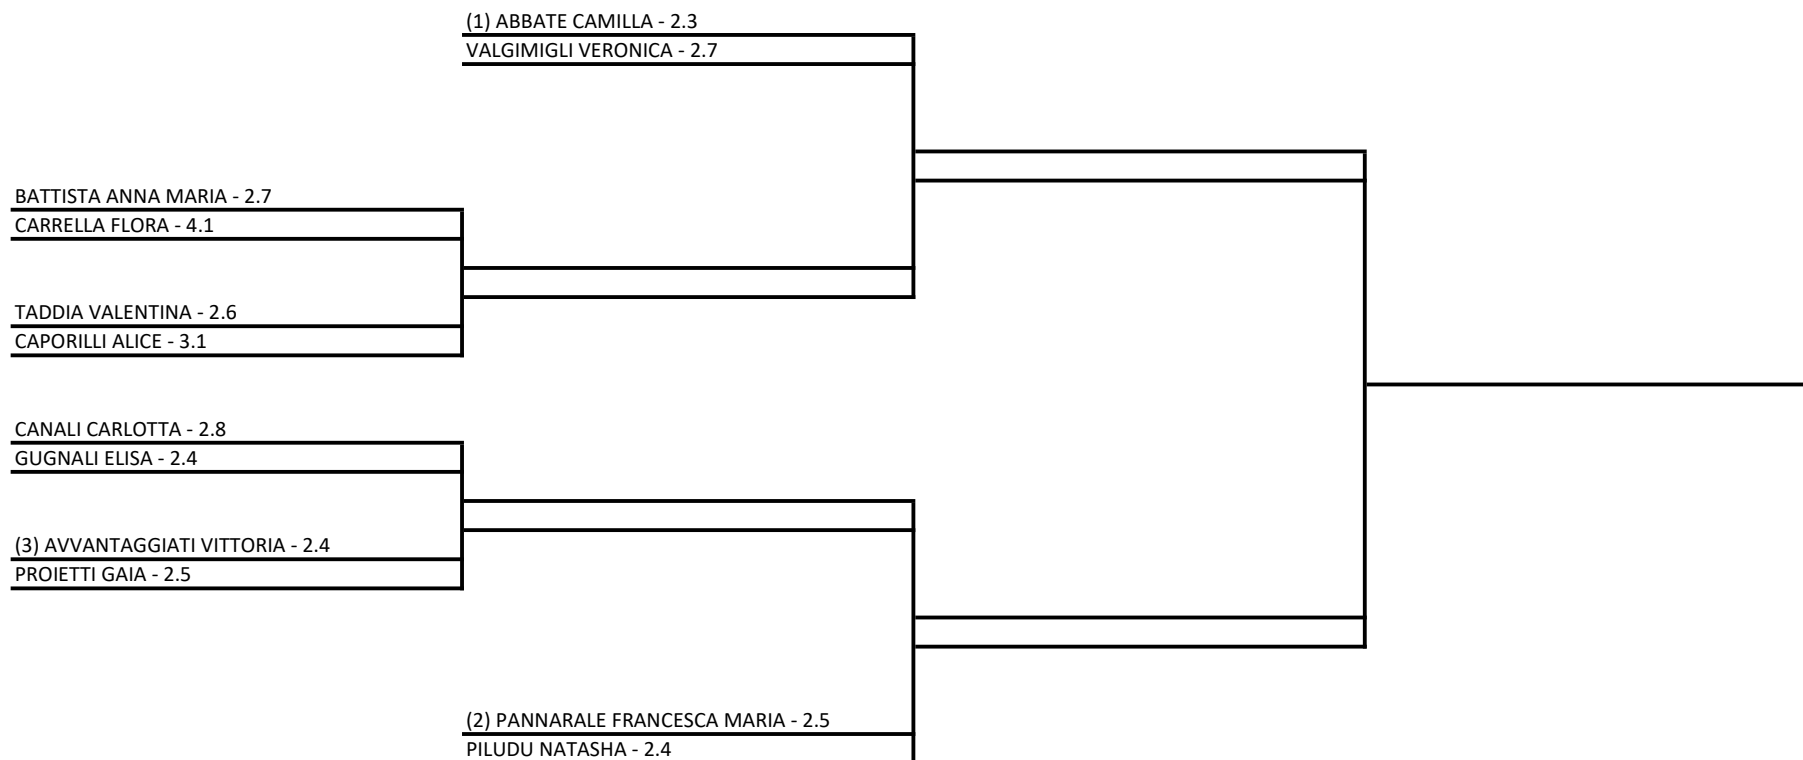 (1) ABBATE CAMILLA - 2.3
VALGIMIGLI VERONICA - 2.7
BATTISTA ANNA MARIA - 2.7
CARRELLA FLORA - 4.1
TADDIA VALENTINA - 2.6
CAPORILLI ALICE - 3.1
CANALI CARLOTTA - 2.8
GUGNALI ELISA - 2.4
(3) AVVANTAGGIATI VITTORIA - 2.4
PROIETTI GAIA - 2.5
(2) PANNARALE FRANCESCA MARIA - 2.5
PILUDU NATASHA - 2.4